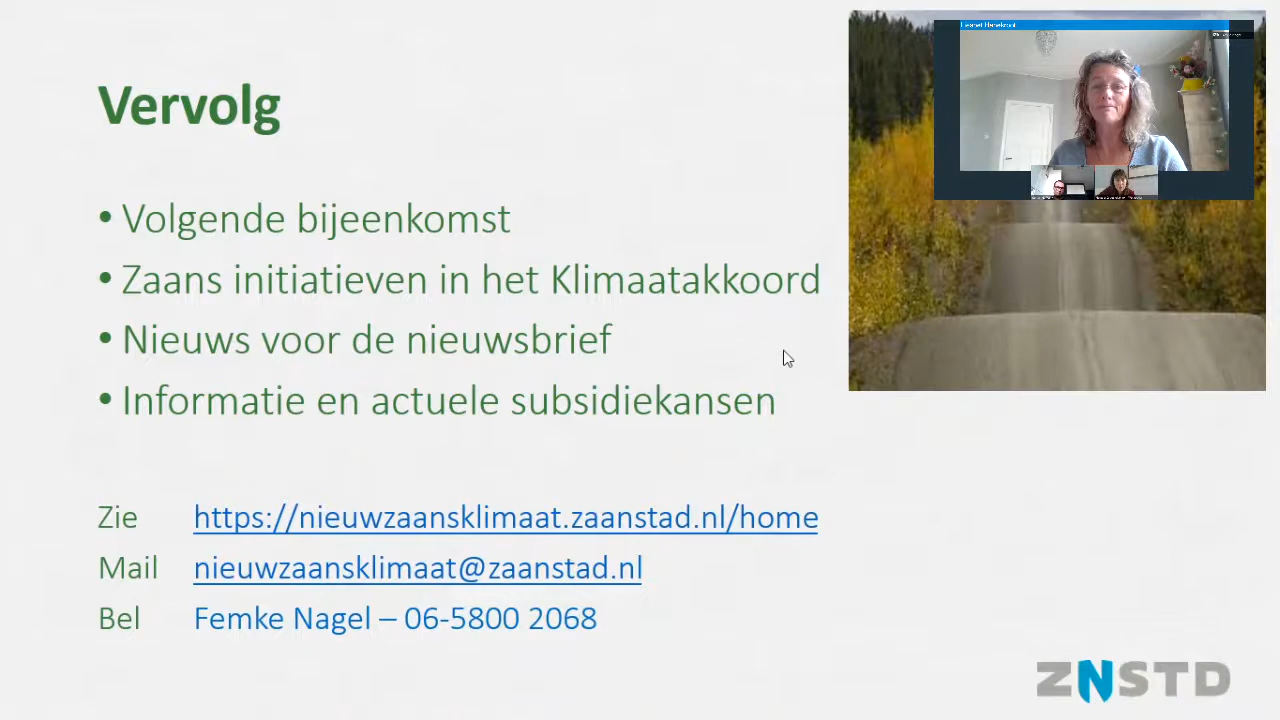 Vervolg
• Volgende bijeenkomst
• Zaans initiatieven in het Klimaatakkoord
• Nieuws voor de nieuwsbrief
• Informatie en actuele subsidiekansen
Zie https://nieuwzaansklimaat.zaanstad.nl/home
Mail nieuwzaansklimaat@zaanstad.nl
Bel Femke Nagel – 06-5800 2068
ZNSTD